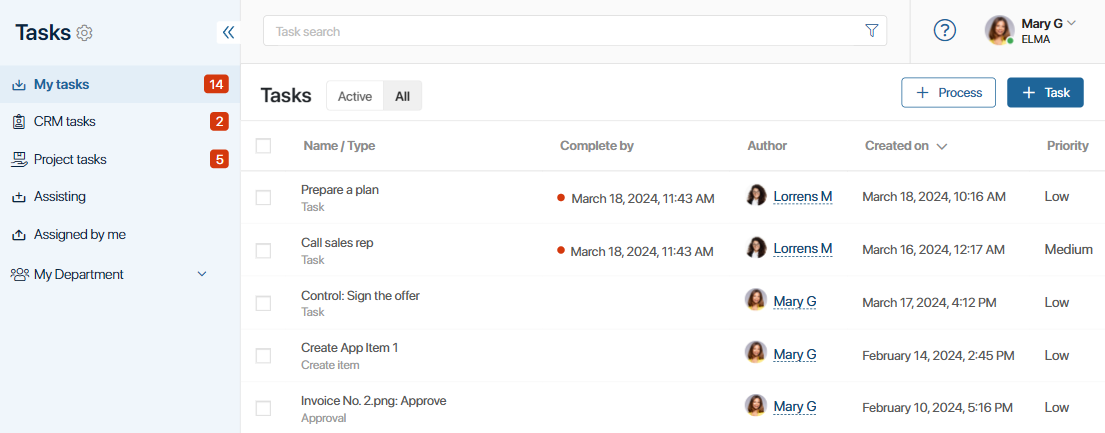 Tasks
Task search
?
Mary G
ELMA
My tasks 14
CRM tasks 2
Project tasks 5
Assisting
Assigned by me
My Department
Tasks Active All + Process + Task
Name / Type Complete by Author Created on Priority
Prepare a plan
Task
March 18, 2024, 11:43 AM Lorrens M March 18, 2024, 10:16 AM Low
Call sales rep
Task
March 18, 2024, 11:43 AM Lorrens M March 16, 2024, 12:17 AM Medium
Control: Sign the offer
Task
Mary G March 17, 2024, 4:12 PM Low
Create App Item 1
Create item
Mary G February 14, 2024, 2:45 PM Low
Invoice No. 2.png: Approve
Approval
Mary G February 10, 2024, 5:16 PM Low